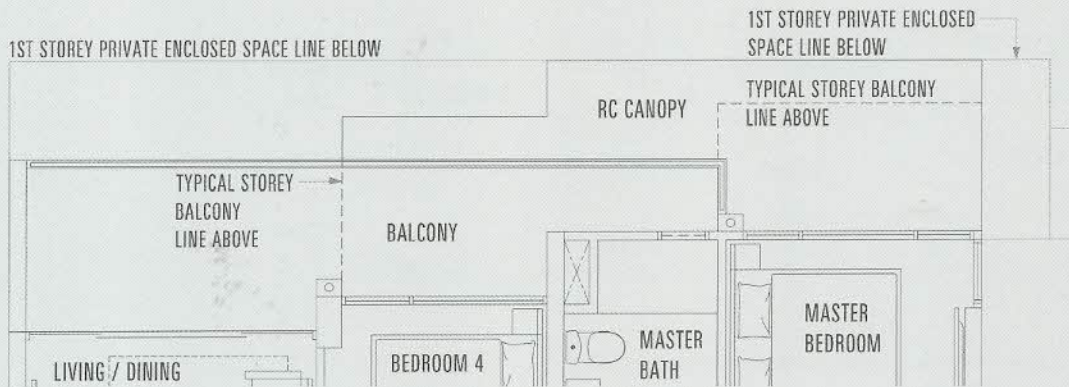 1ST STOREY PRIVATE ENCLOSED SPACE LINE BELOW
1ST STOREY PRIVATE ENCLOSED
SPACE LINE BELOW
RC CANOPY
TYPICAL STOREY BALCONY
LINE ABOVE
TYPICAL STOREY
BALCONY
LINE ABOVE
BALCONY
LIVING / DINING
BEDROOM 4
MASTER
BATH
MASTER
BEDROOM